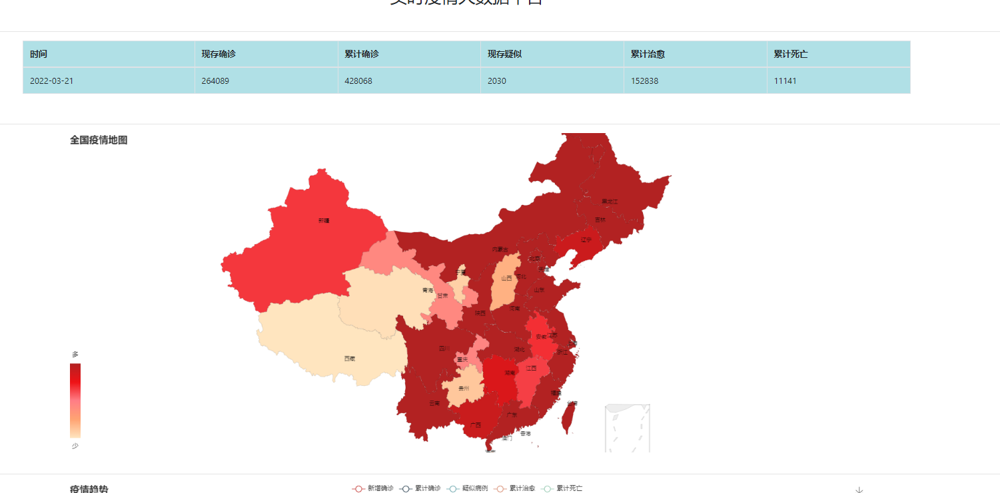 实时疫情大数据平台
时间 现存确诊 累计确诊 现存疑似 累计治愈 累计死亡
2022-03-21 264089 428068 2030 152838 11141
全国疫情地图
黑龙江
吉林
新疆
辽宁
内蒙古
北京
天津
宁夏
山西 河北
青海 甘肃
山东
河南
陕西
安徽 江苏
上海
四川
湖北
浙江
多
西藏
重庆
江西
湖南
贵州
福建
云南
台湾
广东
广西
香港
澳门
少
海南
疫情趋势
新增确诊 累计确诊 疑似病例 累计治愈 累计死亡